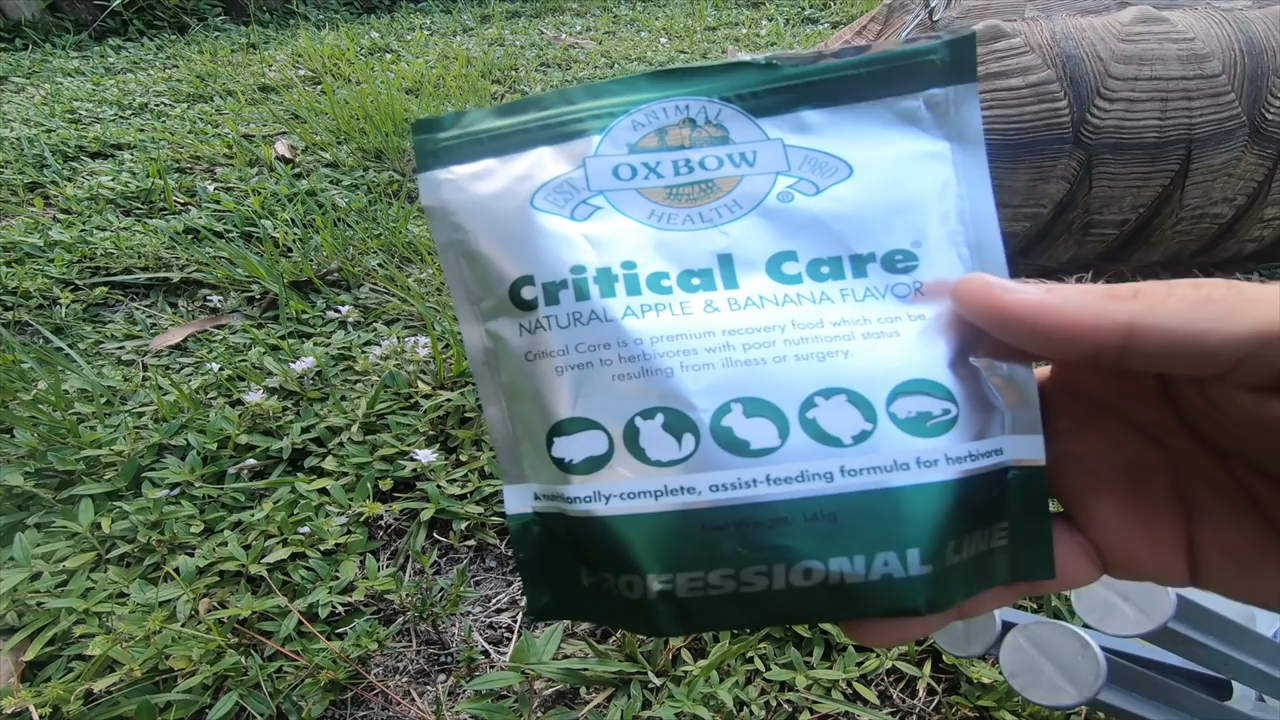 ANIMAL
EST. OXBOW 1980
HEALTH
®
Critical Care®
NATURAL APPLE & BANANA FLAVOR
Critical Care is a premium recovery food which can be
given to herbivores with poor nutritional status
resulting from illness or surgery.
A nutritionally-complete, assist-feeding formula for herbivores
Net Weight: 141g
PROFESSIONAL LINE